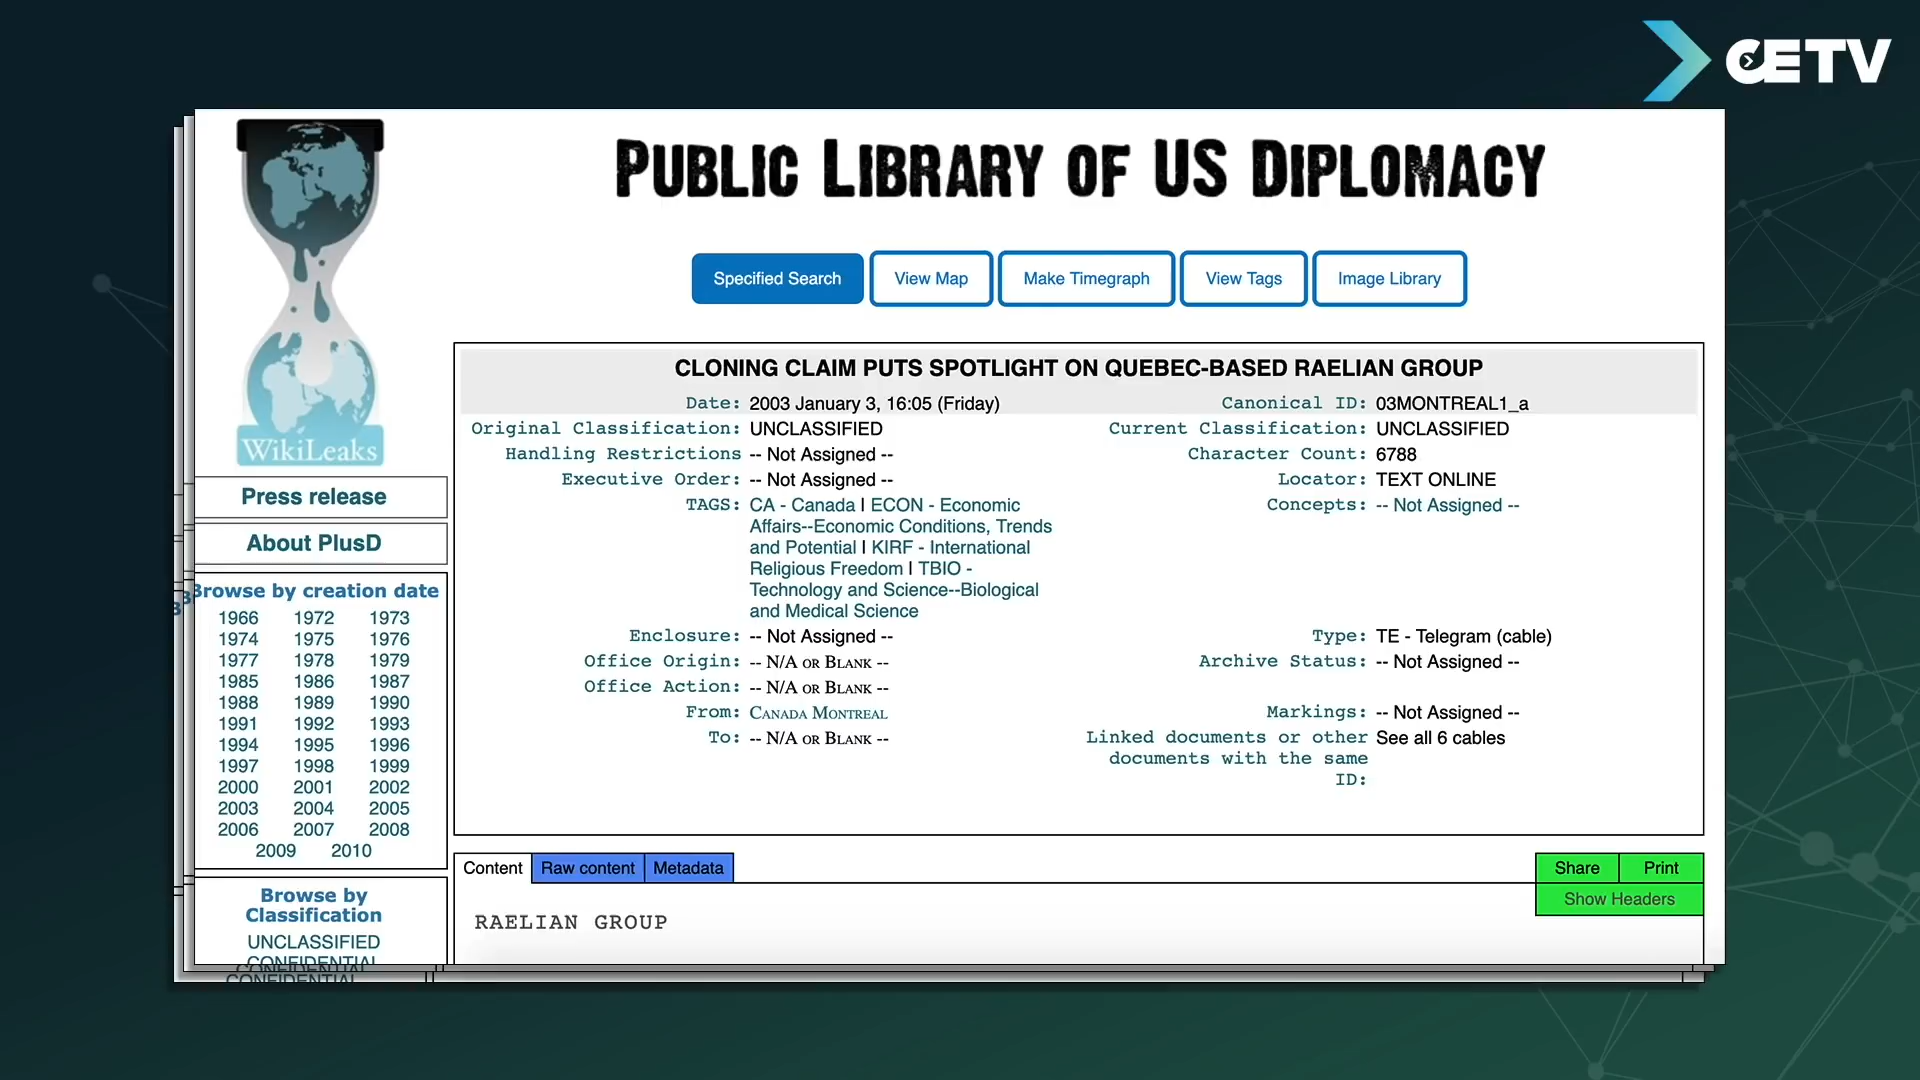 CETV
PUBLIC LIBRARY OF US DIPLOMACY
Specified Search
View Map
Make Timegraph
View Tags
Image Library
WikiLeaks
Press release
About PlusD
Browse by creation date
1966 1972 1973
1974 1975 1976
1977 1978 1979
1985 1986 1987
1988 1989 1990
1991 1992 1993
1994 1995 1996
1997 1998 1999
2000 2001 2002
2003 2004 2005
2006 2007 2008
2009 2010
Browse by
Classification
UNCLASSIFIED
CONFIDENTIAL
CONFIDENTIAL
CLONING CLAIM PUTS SPOTLIGHT ON QUEBEC-BASED RAELIAN GROUP
Date: 2003 January 3, 16:05 (Friday)
Canonical ID: 03MONTREAL1_a
Original Classification: UNCLASSIFIED
Current Classification: UNCLASSIFIED
Handling Restrictions -- Not Assigned --
Character Count: 6788
Executive Order: -- Not Assigned --
Locator: TEXT ONLINE
TAGS: CA - Canada | ECON - Economic
Affairs--Economic Conditions, Trends
and Potential | KIRF - International
Religious Freedom | TBIO -
Technology and Science--Biological
and Medical Science
Concepts: -- Not Assigned --
Enclosure: -- Not Assigned --
Type: TE - Telegram (cable)
Office Origin: -- N/A OR BLANK --
Archive Status: -- Not Assigned --
Office Action: -- N/A OR BLANK --
From: CANADA MONTREAL
Markings: -- Not Assigned --
To: -- N/A OR BLANK --
Linked documents or other See all 6 cables
documents with the same
ID:
Content
Raw content
Metadata
Share
Print
Show Headers
RAELIAN GROUP